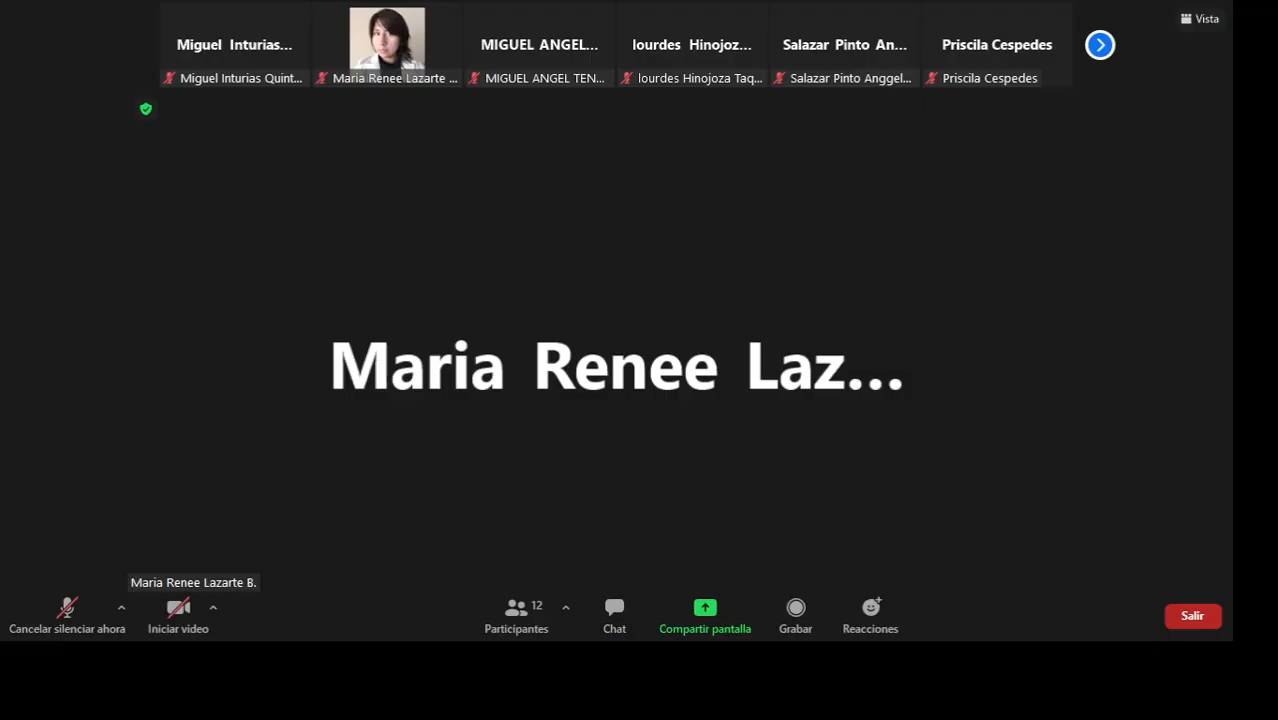 Vista
Miguel Inturias...
MIGUEL ANGEL...
lourdes Hinojoz...
Salazar Pinto An...
Priscila Cespedes
Miguel Inturias Quint...
Maria Renee Lazarte ...
MIGUEL ANGEL TEN...
lourdes Hinojoza Taq...
Salazar Pinto Anggel...
Priscila Cespedes
Maria Renee Laz...
Maria Renee Lazarte B.
Cancelar silenciar ahora
Iniciar video
12
Participantes
Chat
Compartir pantalla
Grabar
Reacciones
Salir